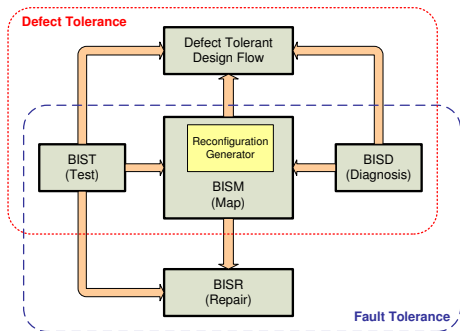 Defect Tolerance
Defect Tolerant
Design Flow
Reconfiguration
Generator
BIST
(Test)
BISM
(Map)
BISD
(Diagnosis)
BISR
(Repair)
Fault Tolerance